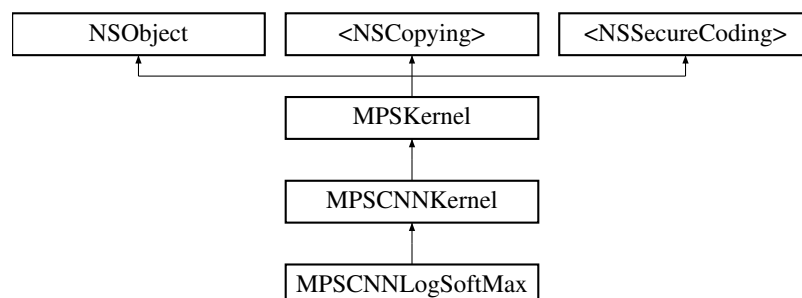 NSObject <NSCopying> <NSSecureCoding>
MPSKernel
MPSCNNKernel
MPSCNNLogSoftMax